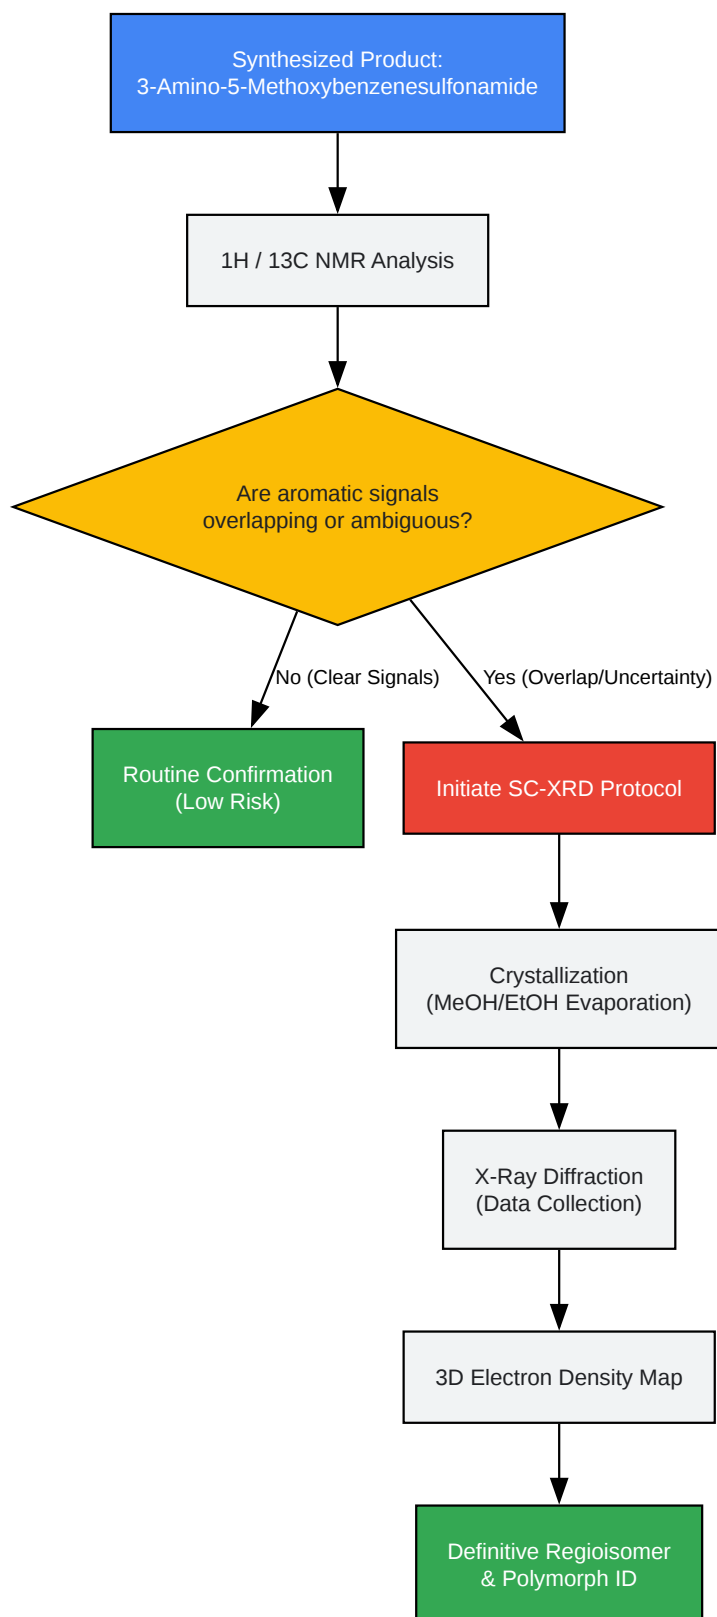 Synthesized Product:
3-Amino-5-Methoxybenzenesulfonamide
1H / 13C NMR Analysis
Are aromatic signals
overlapping or ambiguous?
No (Clear Signals)
Yes (Overlap/Uncertainty)
Routine Confirmation
(Low Risk)
Initiate SC-XRD Protocol
Crystallization
(MeOH/EtOH Evaporation)
X-Ray Diffraction
(Data Collection)
3D Electron Density Map
Definitive Regioisomer
& Polymorph ID